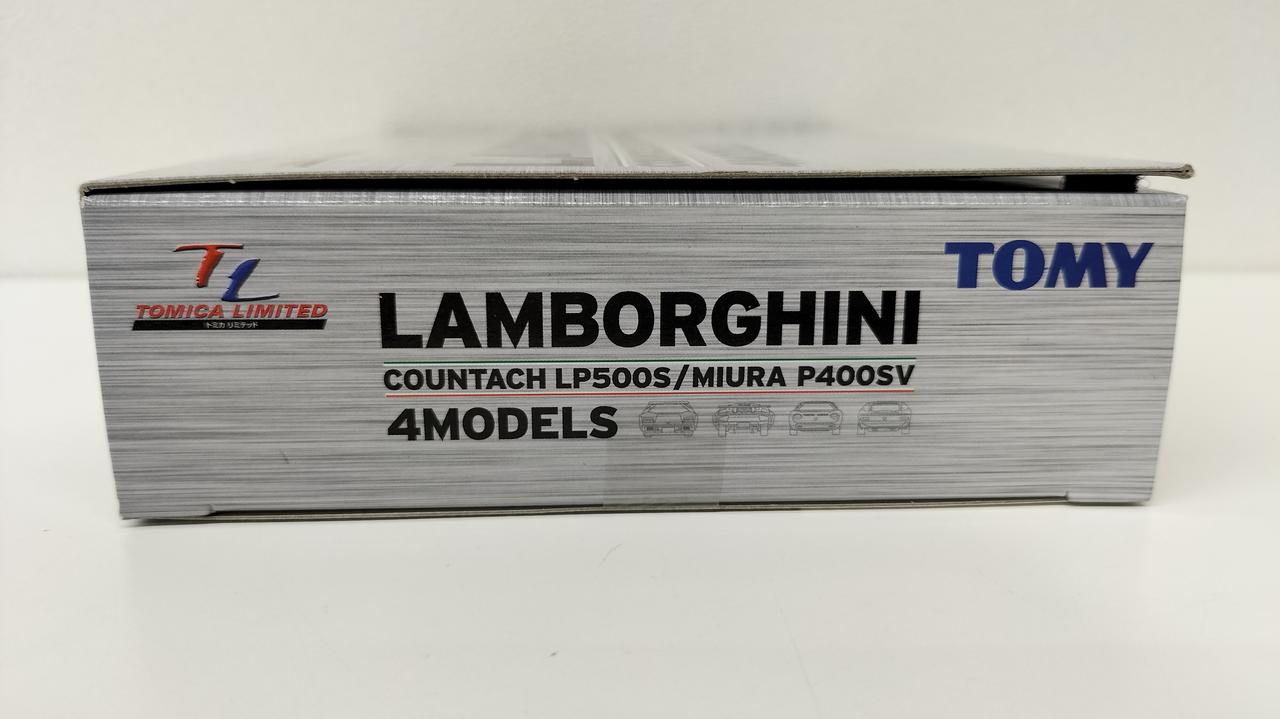 TL
TOMICA LIMITED
トミカ リミテッド
TOMY
LAMBORGHINI
COUNTACH LP500S/MIURA P400SV
4MODELS